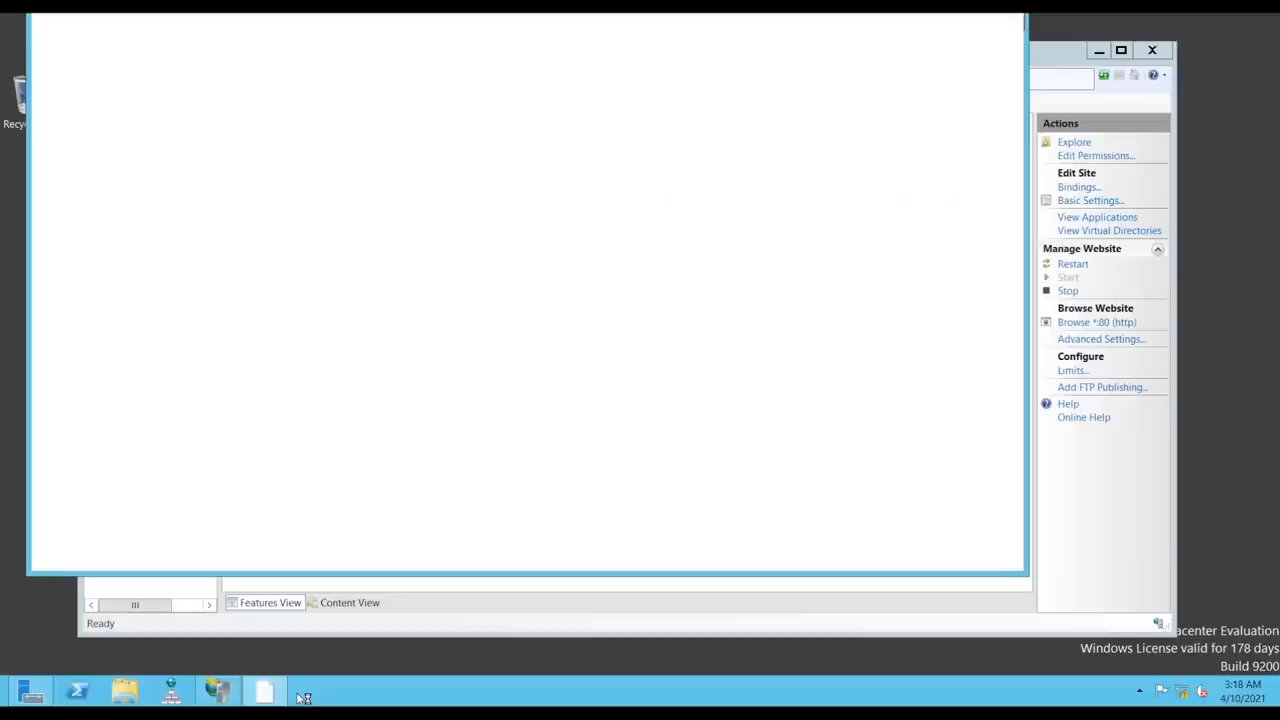 Recy
Actions
Explore
Edit Permissions...
Edit Site
Bindings...
Basic Settings...
View Applications
View Virtual Directories
Manage Website
Restart
Start
Stop
Browse Website
Browse *:80 (http)
Advanced Settings...
Configure
Limits...
Add FTP Publishing...
Help
Online Help
Features View
Content View
Ready
acenter Evaluation
Windows License valid for 178 days
Build 9200
3:18 AM
4/10/2021